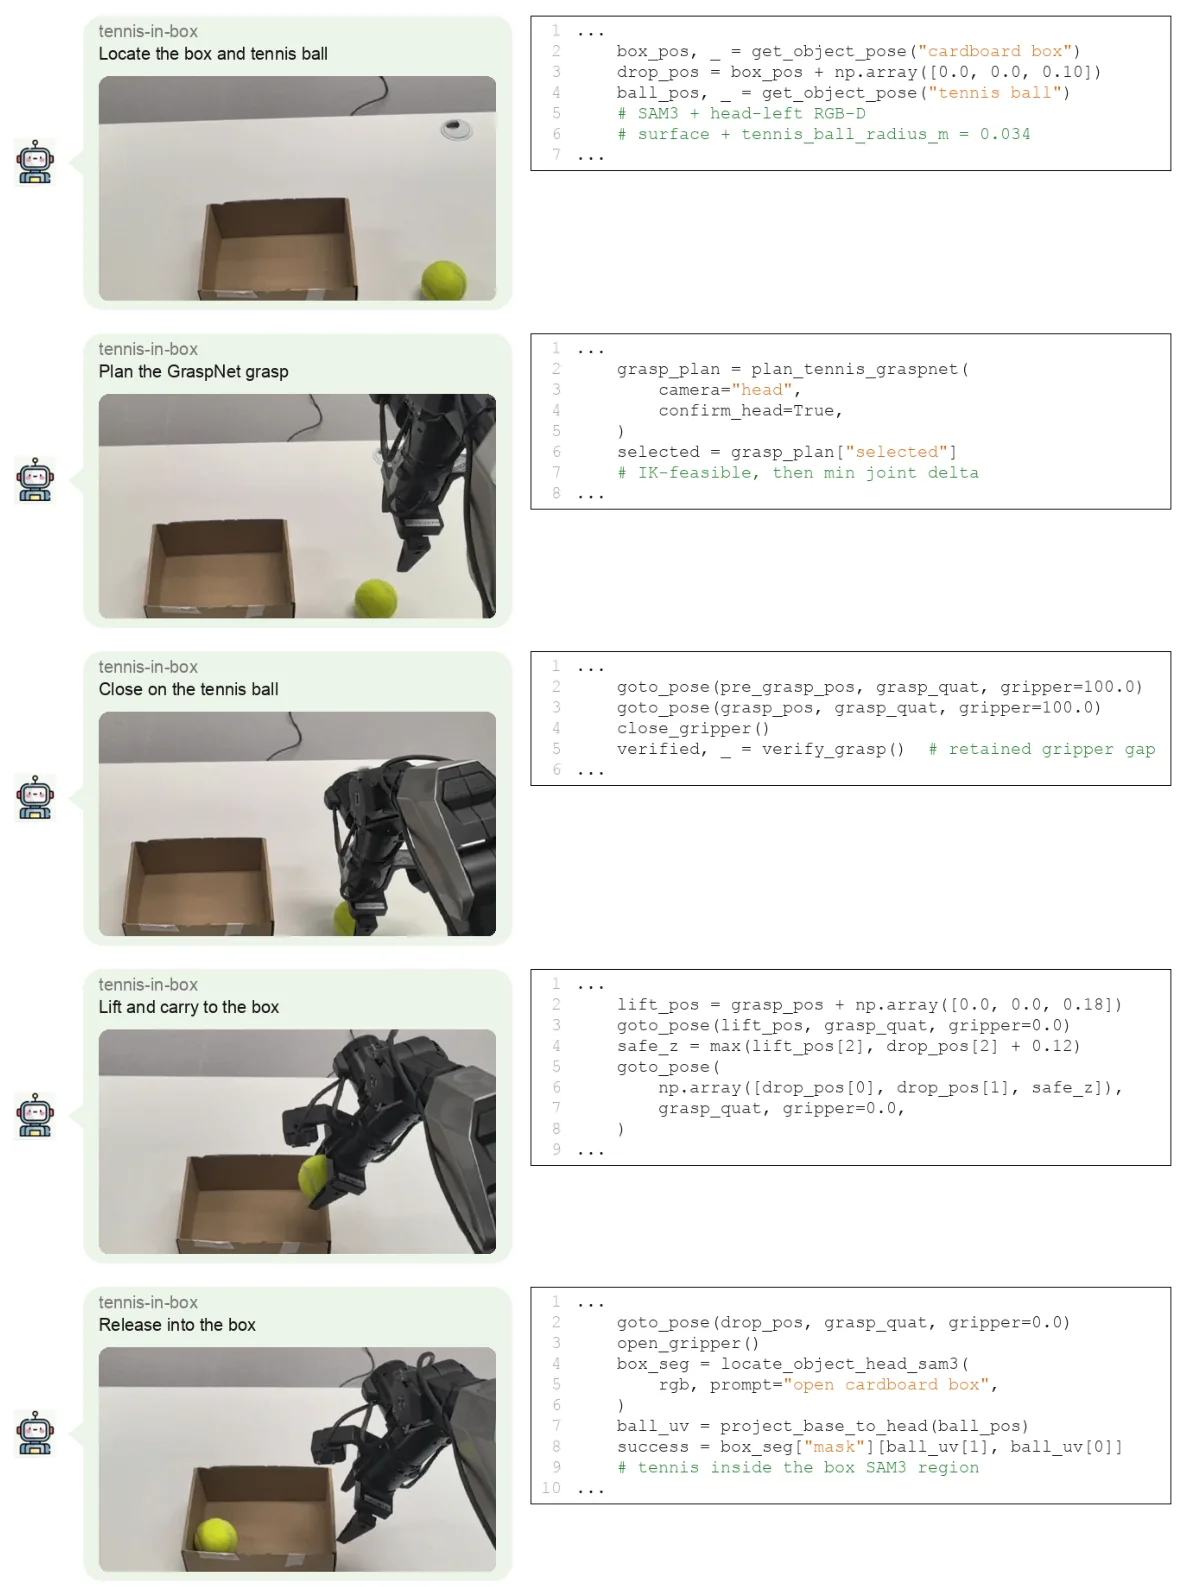 tennis-in-box
Locate the box and tennis ball
1 ...
2 box_pos, _ = get_object_pose("cardboard box")
3 drop_pos = box_pos + np.array([0.0, 0.0, 0.10])
4 ball_pos, _ = get_object_pose("tennis ball")
5 # SAM3 + head-left RGB-D
6 # surface + tennis_ball_radius_m = 0.034
7 ...
tennis-in-box
Plan the GraspNet grasp
1 ...
2 grasp_plan = plan_tennis_graspnet(
3 camera="head",
4 confirm_head=True,
5 )
6 selected = grasp_plan["selected"]
7 # IK-feasible, then min joint delta
8 ...
tennis-in-box
Close on the tennis ball
1 ...
2 goto_pose(pre_grasp_pos, grasp_quat, gripper=100.0)
3 goto_pose(grasp_pos, grasp_quat, gripper=100.0)
4 close_gripper()
5 verified, _ = verify_grasp()  # retained gripper gap
6 ...
tennis-in-box
Lift and carry to the box
1 ...
2 lift_pos = grasp_pos + np.array([0.0, 0.0, 0.18])
3 goto_pose(lift_pos, grasp_quat, gripper=0.0)
4 safe_z = max(lift_pos[2], drop_pos[2] + 0.12)
5 goto_pose(
6 np.array([drop_pos[0], drop_pos[1], safe_z]),
7 grasp_quat, gripper=0.0,
8 )
9 ...
tennis-in-box
Release into the box
1 ...
2 goto_pose(drop_pos, grasp_quat, gripper=0.0)
3 open_gripper()
4 box_seg = locate_object_head_sam3(
5 rgb, prompt="open cardboard box",
6 )
7 ball_uv = project_base_to_head(ball_pos)
8 success = box_seg["mask"][ball_uv[1], ball_uv[0]]
9 # tennis inside the box SAM3 region
10 ...